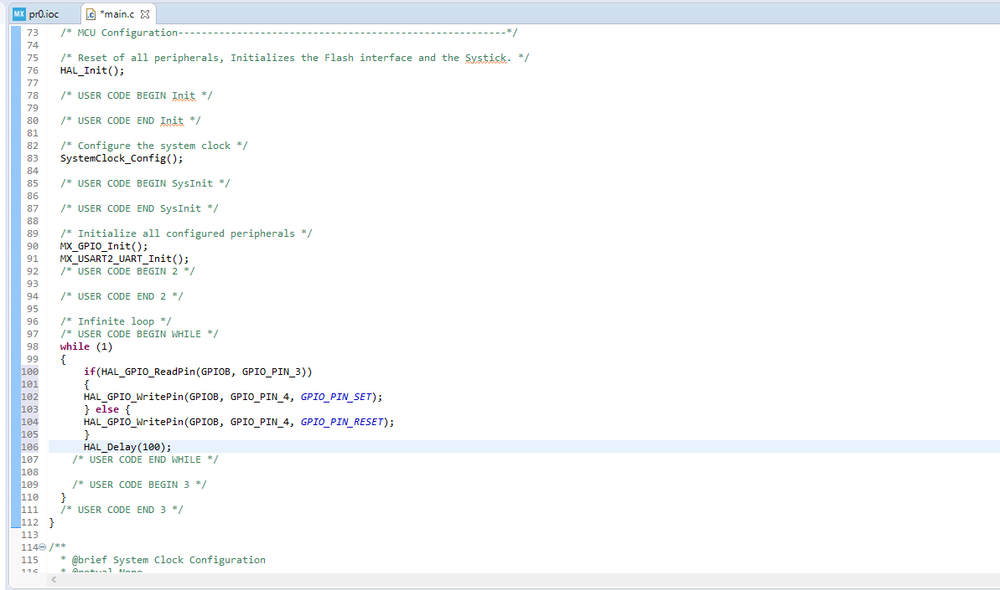 MX pr0.ioc .c *main.c
73 /* MCU Configuration--------------------------------------------------------*/
74
75 /* Reset of all peripherals, Initializes the Flash interface and the Systick. */
76 HAL_Init();
77
78 /* USER CODE BEGIN Init */
79
80 /* USER CODE END Init */
81
82 /* Configure the system clock */
83 SystemClock_Config();
84
85 /* USER CODE BEGIN SysInit */
86
87 /* USER CODE END SysInit */
88
89 /* Initialize all configured peripherals */
90 MX_GPIO_Init();
91 MX_USART2_UART_Init();
92 /* USER CODE BEGIN 2 */
93
94 /* USER CODE END 2 */
95
96 /* Infinite loop */
97 /* USER CODE BEGIN WHILE */
98 while (1)
99 {
100 if(HAL_GPIO_ReadPin(GPIOB, GPIO_PIN_3))
101 {
102 HAL_GPIO_WritePin(GPIOB, GPIO_PIN_4, GPIO_PIN_SET);
103 } else {
104 HAL_GPIO_WritePin(GPIOB, GPIO_PIN_4, GPIO_PIN_RESET);
105 }
106 HAL_Delay(100);
107 /* USER CODE END WHILE */
108
109 /* USER CODE BEGIN 3 */
110 }
111 /* USER CODE END 3 */
112 }
113
114 /**
115 * @brief System Clock Configuration
116 * @retval None